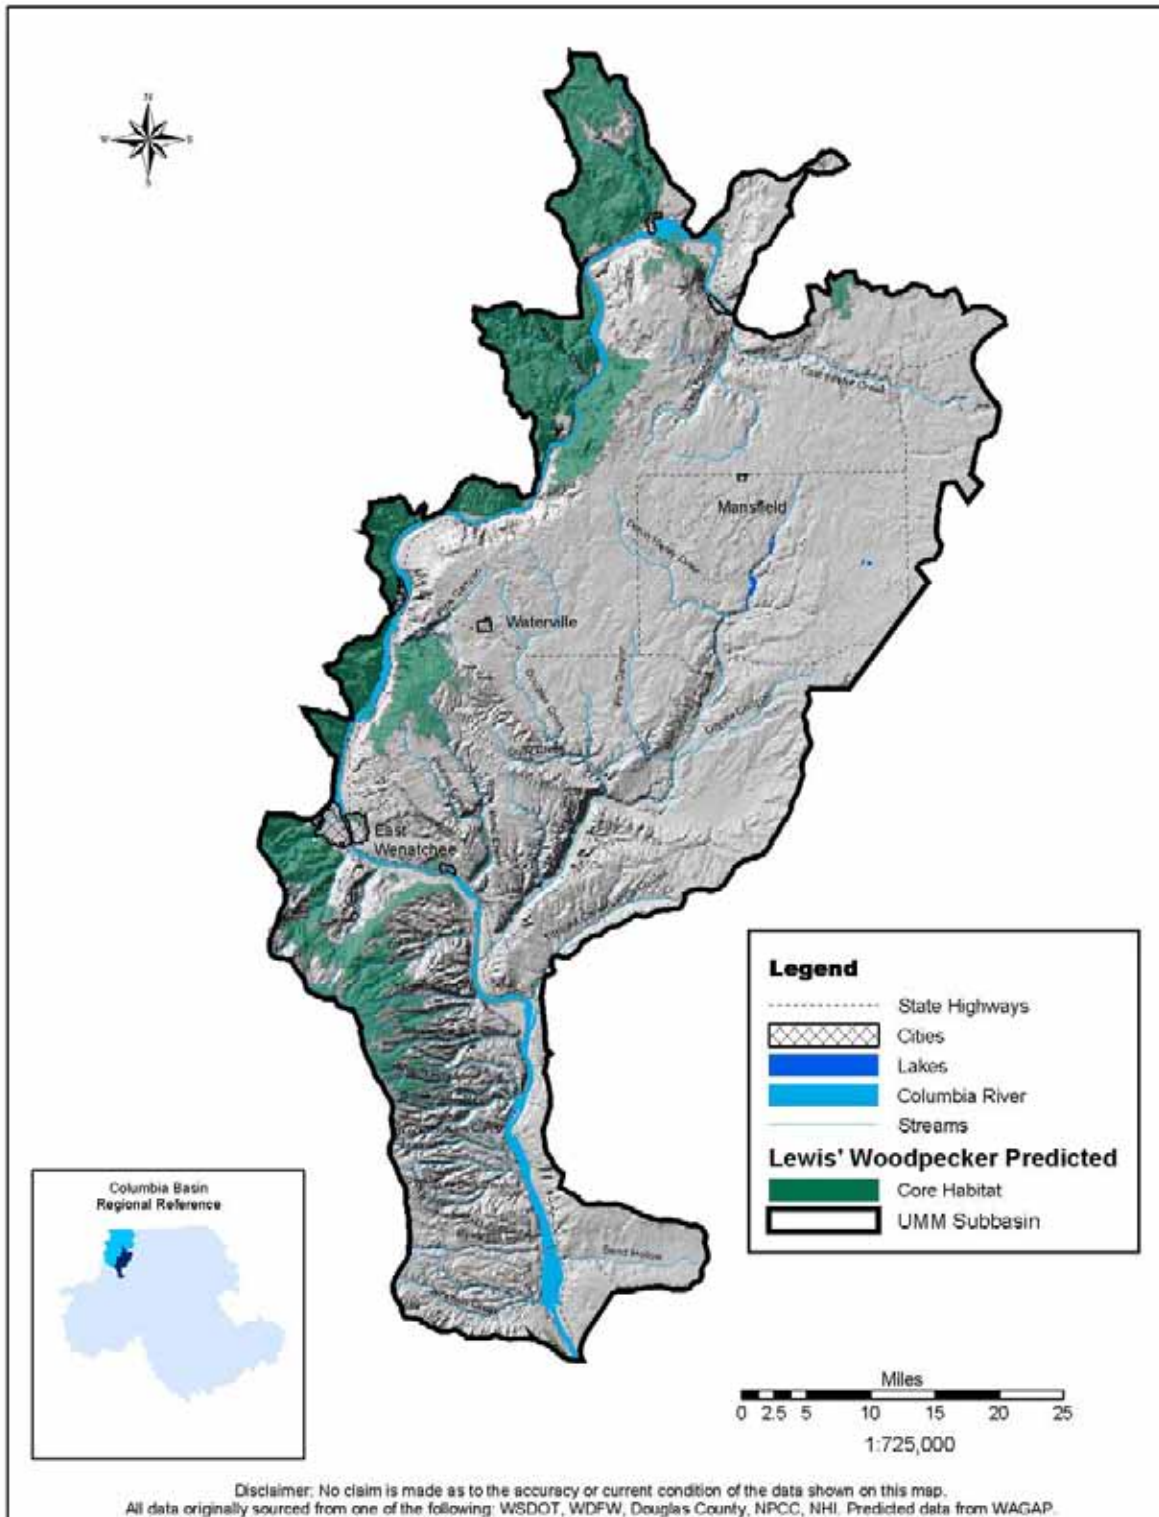 N
W
S
Mansfield
Waterville
East
Wenatchee
Sand Hollow
Legend
State Highways
Cities
Lakes
Columbia River
Streams
Lewis' Woodpecker Predicted
Core Habitat
UMM Subbasin
Columbia Basin
Regional Reference
Miles
0 2.5 5 10 15 20 25
1:725,000
Disclaimer: No claim is made as to the accuracy or current condition of the data shown on this map.
All data originally sourced from one of the following: WSDOT, WDFW, Douglas County, NPCC, NHI. Predicted data from WAGAP.